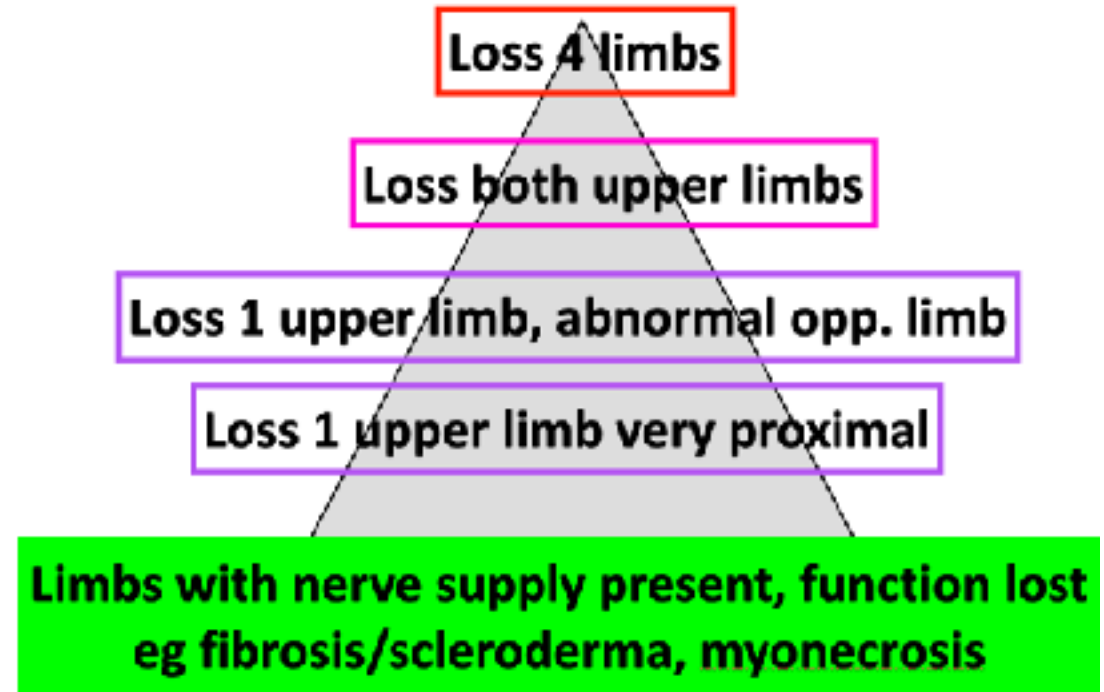 Loss 4 limbs
Loss both upper limbs
Loss 1 upper limb, abnormal opp. limb
Loss 1 upper limb very proximal
Limbs with nerve supply present, function lost
eg fibrosis/scleroderma, myonecrosis